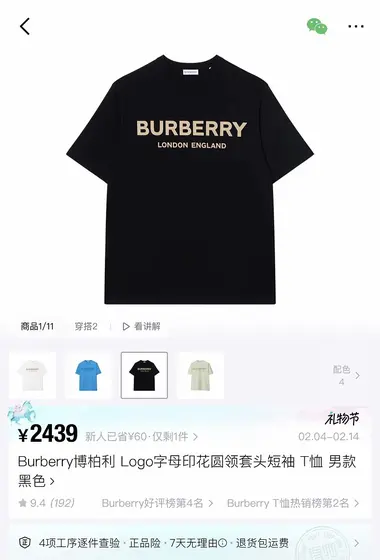 BURBERRY
LONDON ENGLAND
商品1/11
穿搭2
看讲解
配色
4
¥2439
新人已省¥60·仅剩1件
礼物节
02.04–02.14
Burberry博柏利 Logo字母印花圆领套头短袖 T恤 男款
黑色
9.4 (192)
Burberry好评榜第4名
Burberry T恤热销榜第2名
4项工序逐件查验 · 正品险 · 7天无理由 · 退货包运费